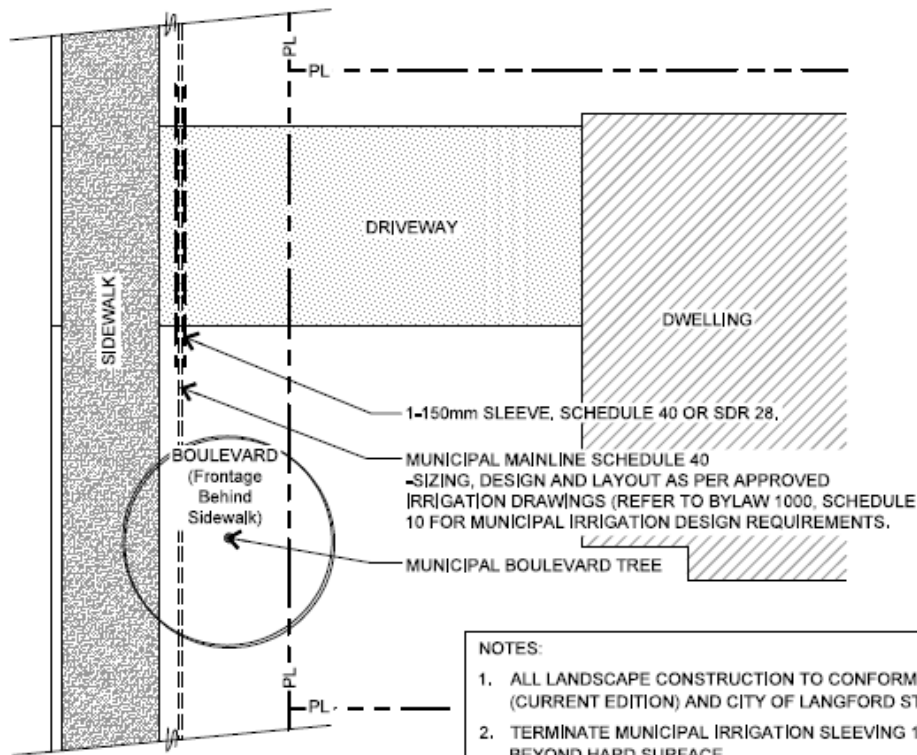 PL
PL
DRIVEWAY
SIDEWALK
DWELLING
1-150mm SLEEVE, SCHEDULE 40 OR SDR 28,
MUNICIPAL MAINLINE SCHEDULE 40
-SIZING, DESIGN AND LAYOUT AS PER APPROVED
IRRIGATION DRAWINGS (REFER TO BYLAW 1000, SCHEDULE
10 FOR MUNICIPAL IRRIGATION DESIGN REQUIREMENTS.
BOULEVARD
(Frontage
Behind
Sidewalk)
MUNICIPAL BOULEVARD TREE
PL
PL
NOTES:
1. ALL LANDSCAPE CONSTRUCTION TO CONFORM
(CURRENT EDITION) AND CITY OF LANGFORD ST
2. TERMINATE MUNICIPAL IRRIGATION SLEEVING 1
BEYOND HARD SURFACE